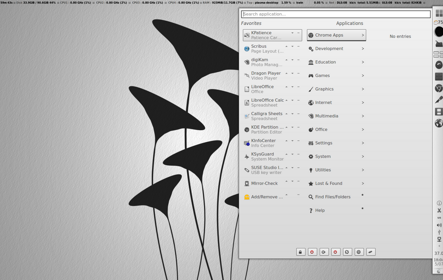 Search application...
Favorites
Applications
KPatience
Patience Car...
Scribus
Page Layout (...
digiKam
Photo Manag...
Dragon Player
Video Player
LibreOffice
Office
LibreOffice Calc
Spreadsheet
Calligra Sheets
Spreadsheet
KDE Partition ...
Partition Editor
KInfoCenter
Info Center
KSysGuard
System Monitor
SUSE Studio I...
USB key writer
Mirror-Check
Add/Remove ...
Chrome Apps
Development
Education
Games
Graphics
Internet
Multimedia
Office
Settings
System
Utilities
Lost & Found
Find Files/Folders
Help
No entries